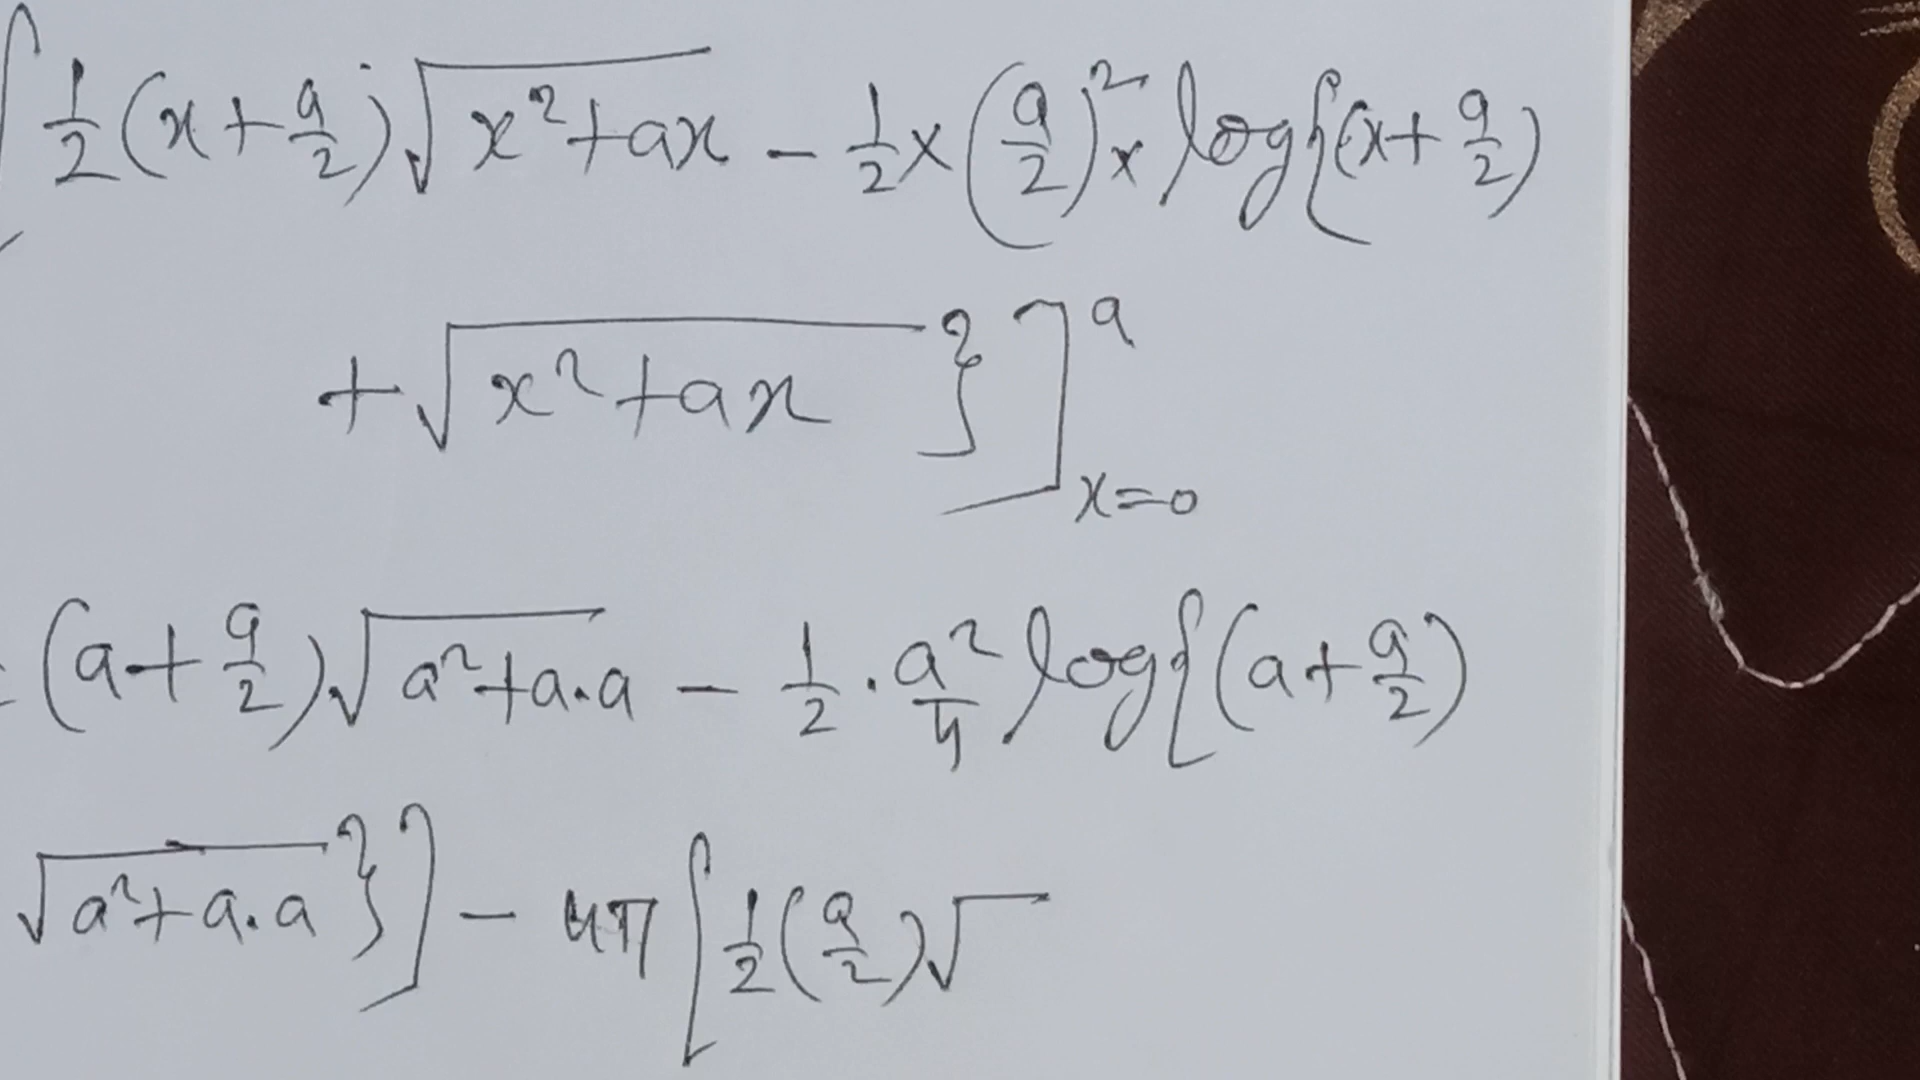 [ 1/2 (x + a/2) √(x² + ax) - 1/2 × (a/2)² × log{(x + a/2)
+ √(x² + ax) } ]ᵃ x=0
= (a + a/2) √(a² + a·a) - 1/2 · a²/4 log{(a + a/2)
√(a² + a·a) } ] - 4π [ 1/2 (a/2) √